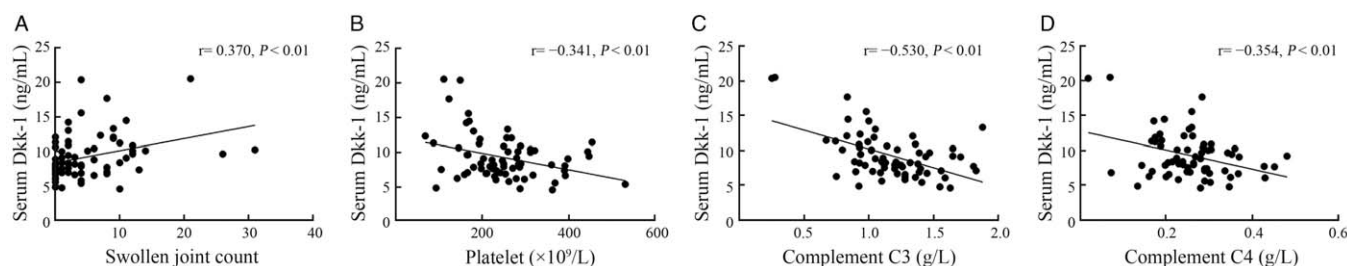 A
Serum Dkk-1 (ng/mL)
25
20
15
10
5
0
r= 0.370, P < 0.01
0
10
20
30
40
Swollen joint count
B
Serum Dkk-1 (ng/mL)
25
20
15
10
5
0
r= −0.341, P < 0.01
0
200
400
600
Platelet (×10⁹/L)
C
Serum Dkk-1 (ng/mL)
25
20
15
10
5
0
r= −0.530, P < 0.01
0.5
1.0
1.5
2.0
Complement C3 (g/L)
D
Serum Dkk-1 (ng/mL)
25
20
15
10
5
0
r= −0.354, P < 0.01
0.2
0.4
0.6
Complement C4 (g/L)